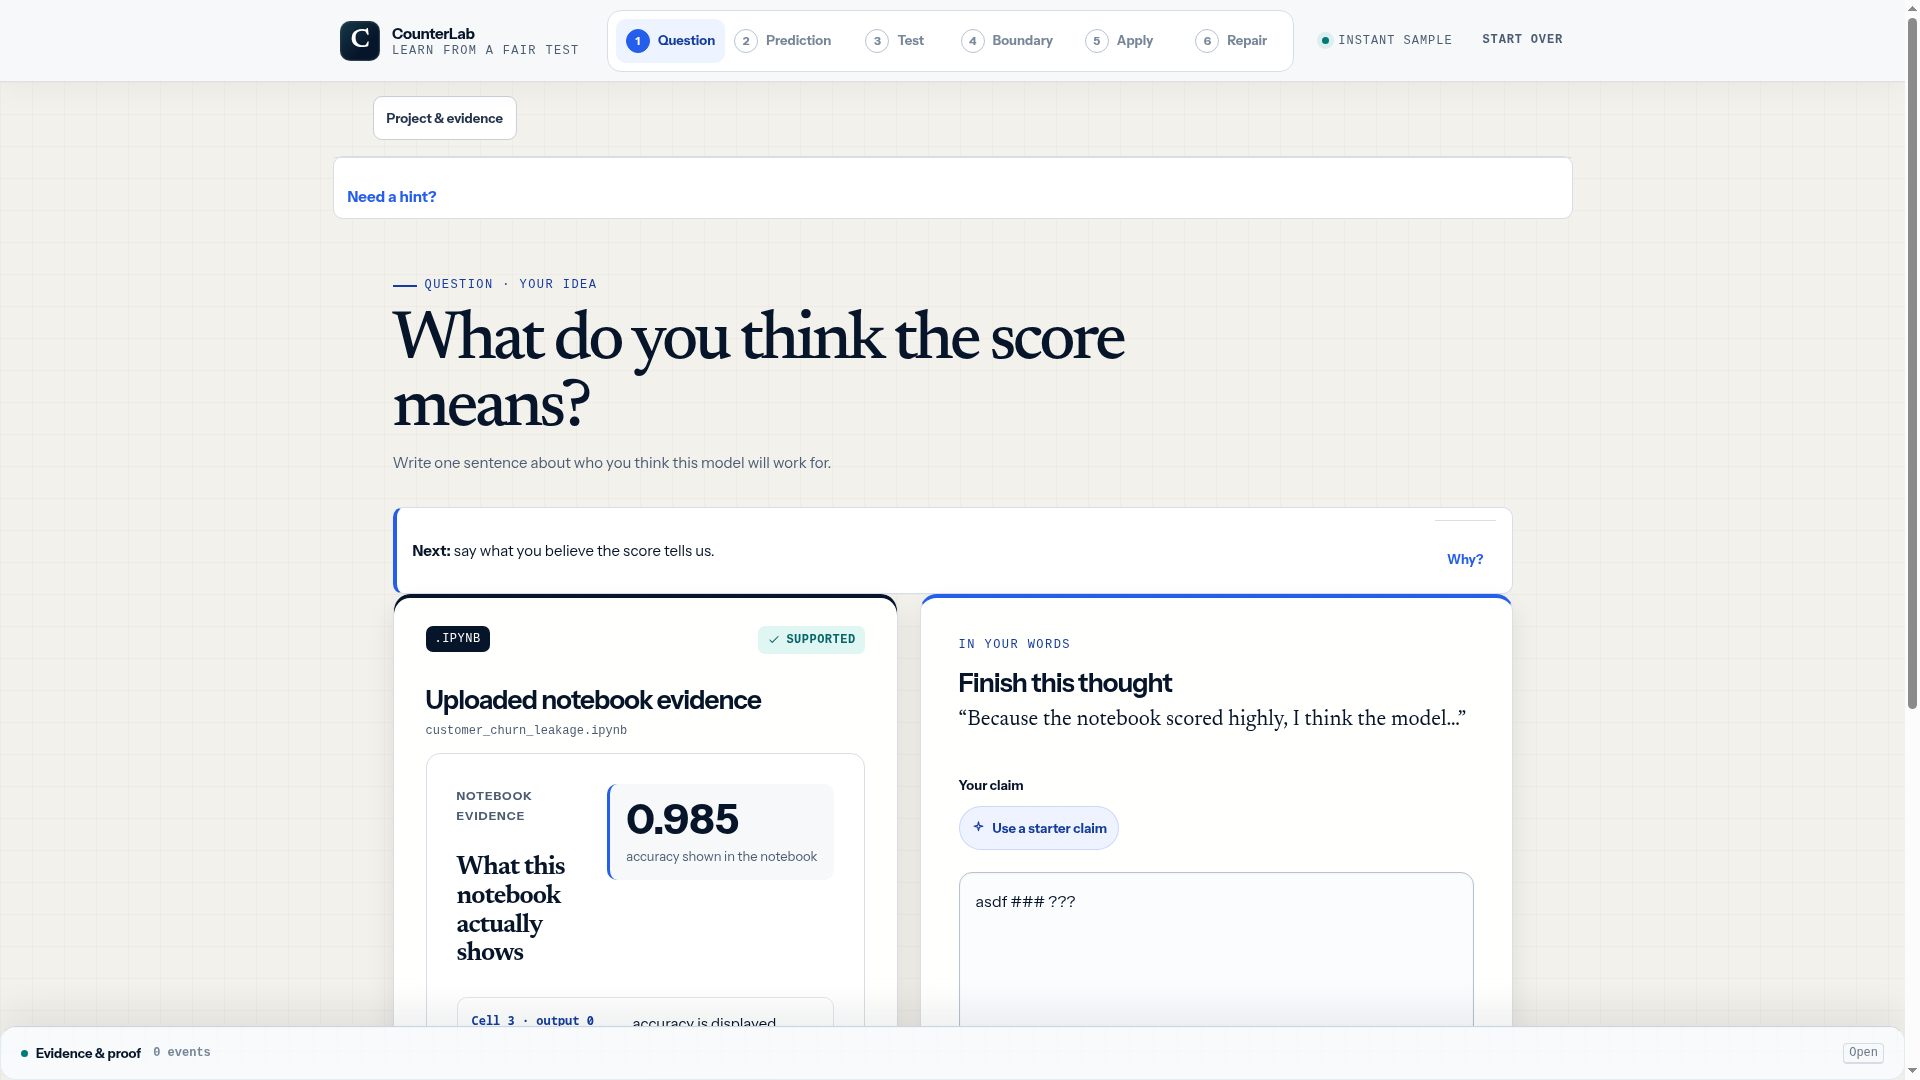 C CounterLab
LEARN FROM A FAIR TEST
1 Question
2 Prediction
3 Test
4 Boundary
5 Apply
6 Repair
INSTANT SAMPLE
START OVER
Project & evidence
Need a hint?
QUESTION · YOUR IDEA
What do you think the score
means?
Write one sentence about who you think this model will work for.
Next: say what you believe the score tells us.
Why?
.IPYNB
✓ SUPPORTED
Uploaded notebook evidence
customer_churn_leakage.ipynb
NOTEBOOK
EVIDENCE
What this
notebook
actually
shows
0.985
accuracy shown in the notebook
Cell 3 · output 0
accuracy is displayed
IN YOUR WORDS
Finish this thought
“Because the notebook scored highly, I think the model...”
Your claim
Use a starter claim
asdf ### ???
Evidence & proof
0 events
Open